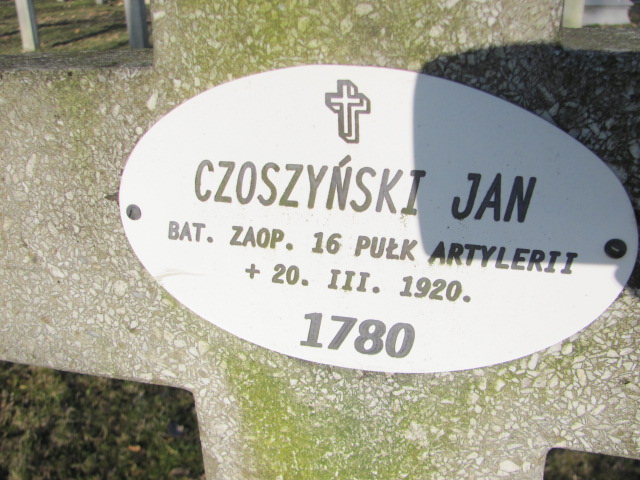 CZOSZYŃSKI JAN
BAT. ZAOP. 16 PUŁK ARTYLERII
+ 20. III. 1920.
1780